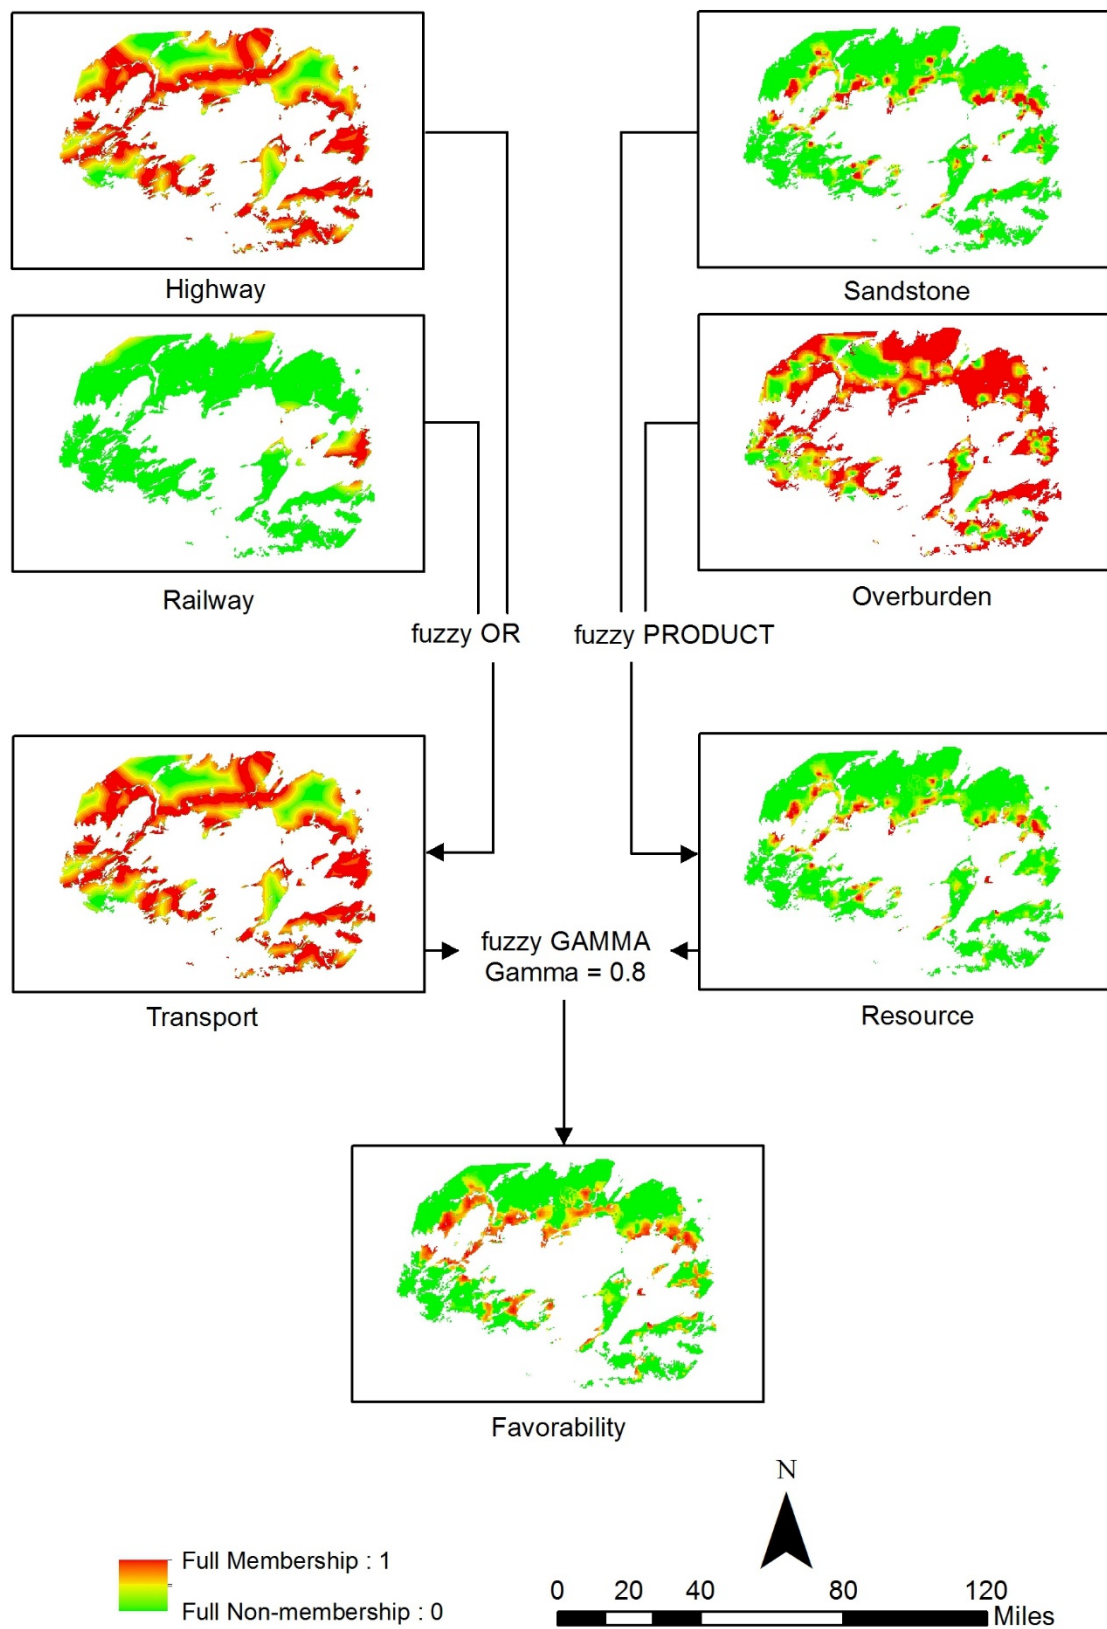 Highway
Sandstone
Railway
Overburden
fuzzy OR
fuzzy PRODUCT
Transport
fuzzy GAMMA
Gamma = 0.8
Resource
Favorability
N
Full Membership : 1
Full Non-membership : 0
0 20 40 80 120
Miles